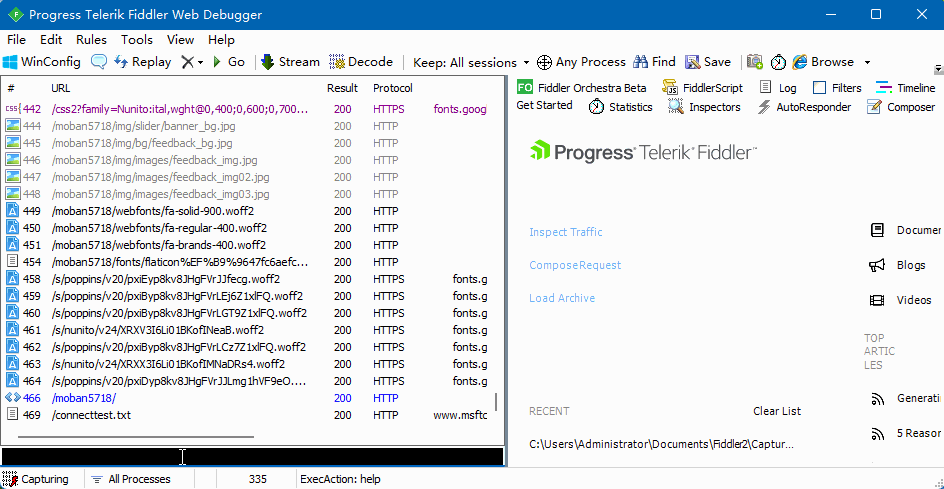 Progress Telerik Fiddler Web Debugger
File Edit Rules Tools View Help
WinConfig Replay Go Stream Decode Keep: All sessions Any Process Find Save Browse
# URL Result Protocol
442 /css2?family=Nunito:ital,wght@0,400;0,600;0,700... 200 HTTPS fonts.goog
444 /moban5718/img/slider/banner_bg.jpg 200 HTTP
445 /moban5718/img/bg/feedback_bg.jpg 200 HTTP
446 /moban5718/img/images/feedback_img.jpg 200 HTTP
447 /moban5718/img/images/feedback_img02.jpg 200 HTTP
448 /moban5718/img/images/feedback_img03.jpg 200 HTTP
449 /moban5718/webfonts/fa-solid-900.woff2 200 HTTP
450 /moban5718/webfonts/fa-regular-400.woff2 200 HTTP
451 /moban5718/webfonts/fa-brands-400.woff2 200 HTTP
454 /moban5718/fonts/flaticon%EF%B9%9647fc6aefc... 200 HTTP
458 /s/poppins/v20/pxiEyp8kv8JHgFVrJJfecg.woff2 200 HTTPS fonts.g
459 /s/poppins/v20/pxiByp8kv8JHgFVrLEj6Z1xlFQ.woff2 200 HTTPS fonts.g
460 /s/poppins/v20/pxiByp8kv8JHgFVrLGT9Z1xlFQ.woff2 200 HTTPS fonts.g
461 /s/nunito/v24/XRXV3I6Li01BKofINeaB.woff2 200 HTTPS fonts.g
462 /s/poppins/v20/pxiByp8kv8JHgFVrLCz7Z1xlFQ.woff2 200 HTTPS fonts.g
463 /s/nunito/v24/XRXX3I6Li01BKofIMNaDRs4.woff2 200 HTTPS fonts.g
464 /s/poppins/v20/pxiDyp8kv8JHgFVrJJLmg1hVF9eO.... 200 HTTPS fonts.g
466 /moban5718/ 200 HTTP
469 /connecttest.txt 200 HTTP www.msftc
FO Fiddler Orchestra Beta FiddlerScript Log Filters Timeline
Get Started Statistics Inspectors AutoResponder Composer
Progress Telerik Fiddler™
Inspect Traffic
Compose Request
Load Archive
Documen
Blogs
Videos
TOP
ARTIC
LES
Generati
5 Reason
RECENT Clear List
C:\Users\Administrator\Documents\Fiddler2\Captur...
Capturing All Processes 335 ExecAction: help